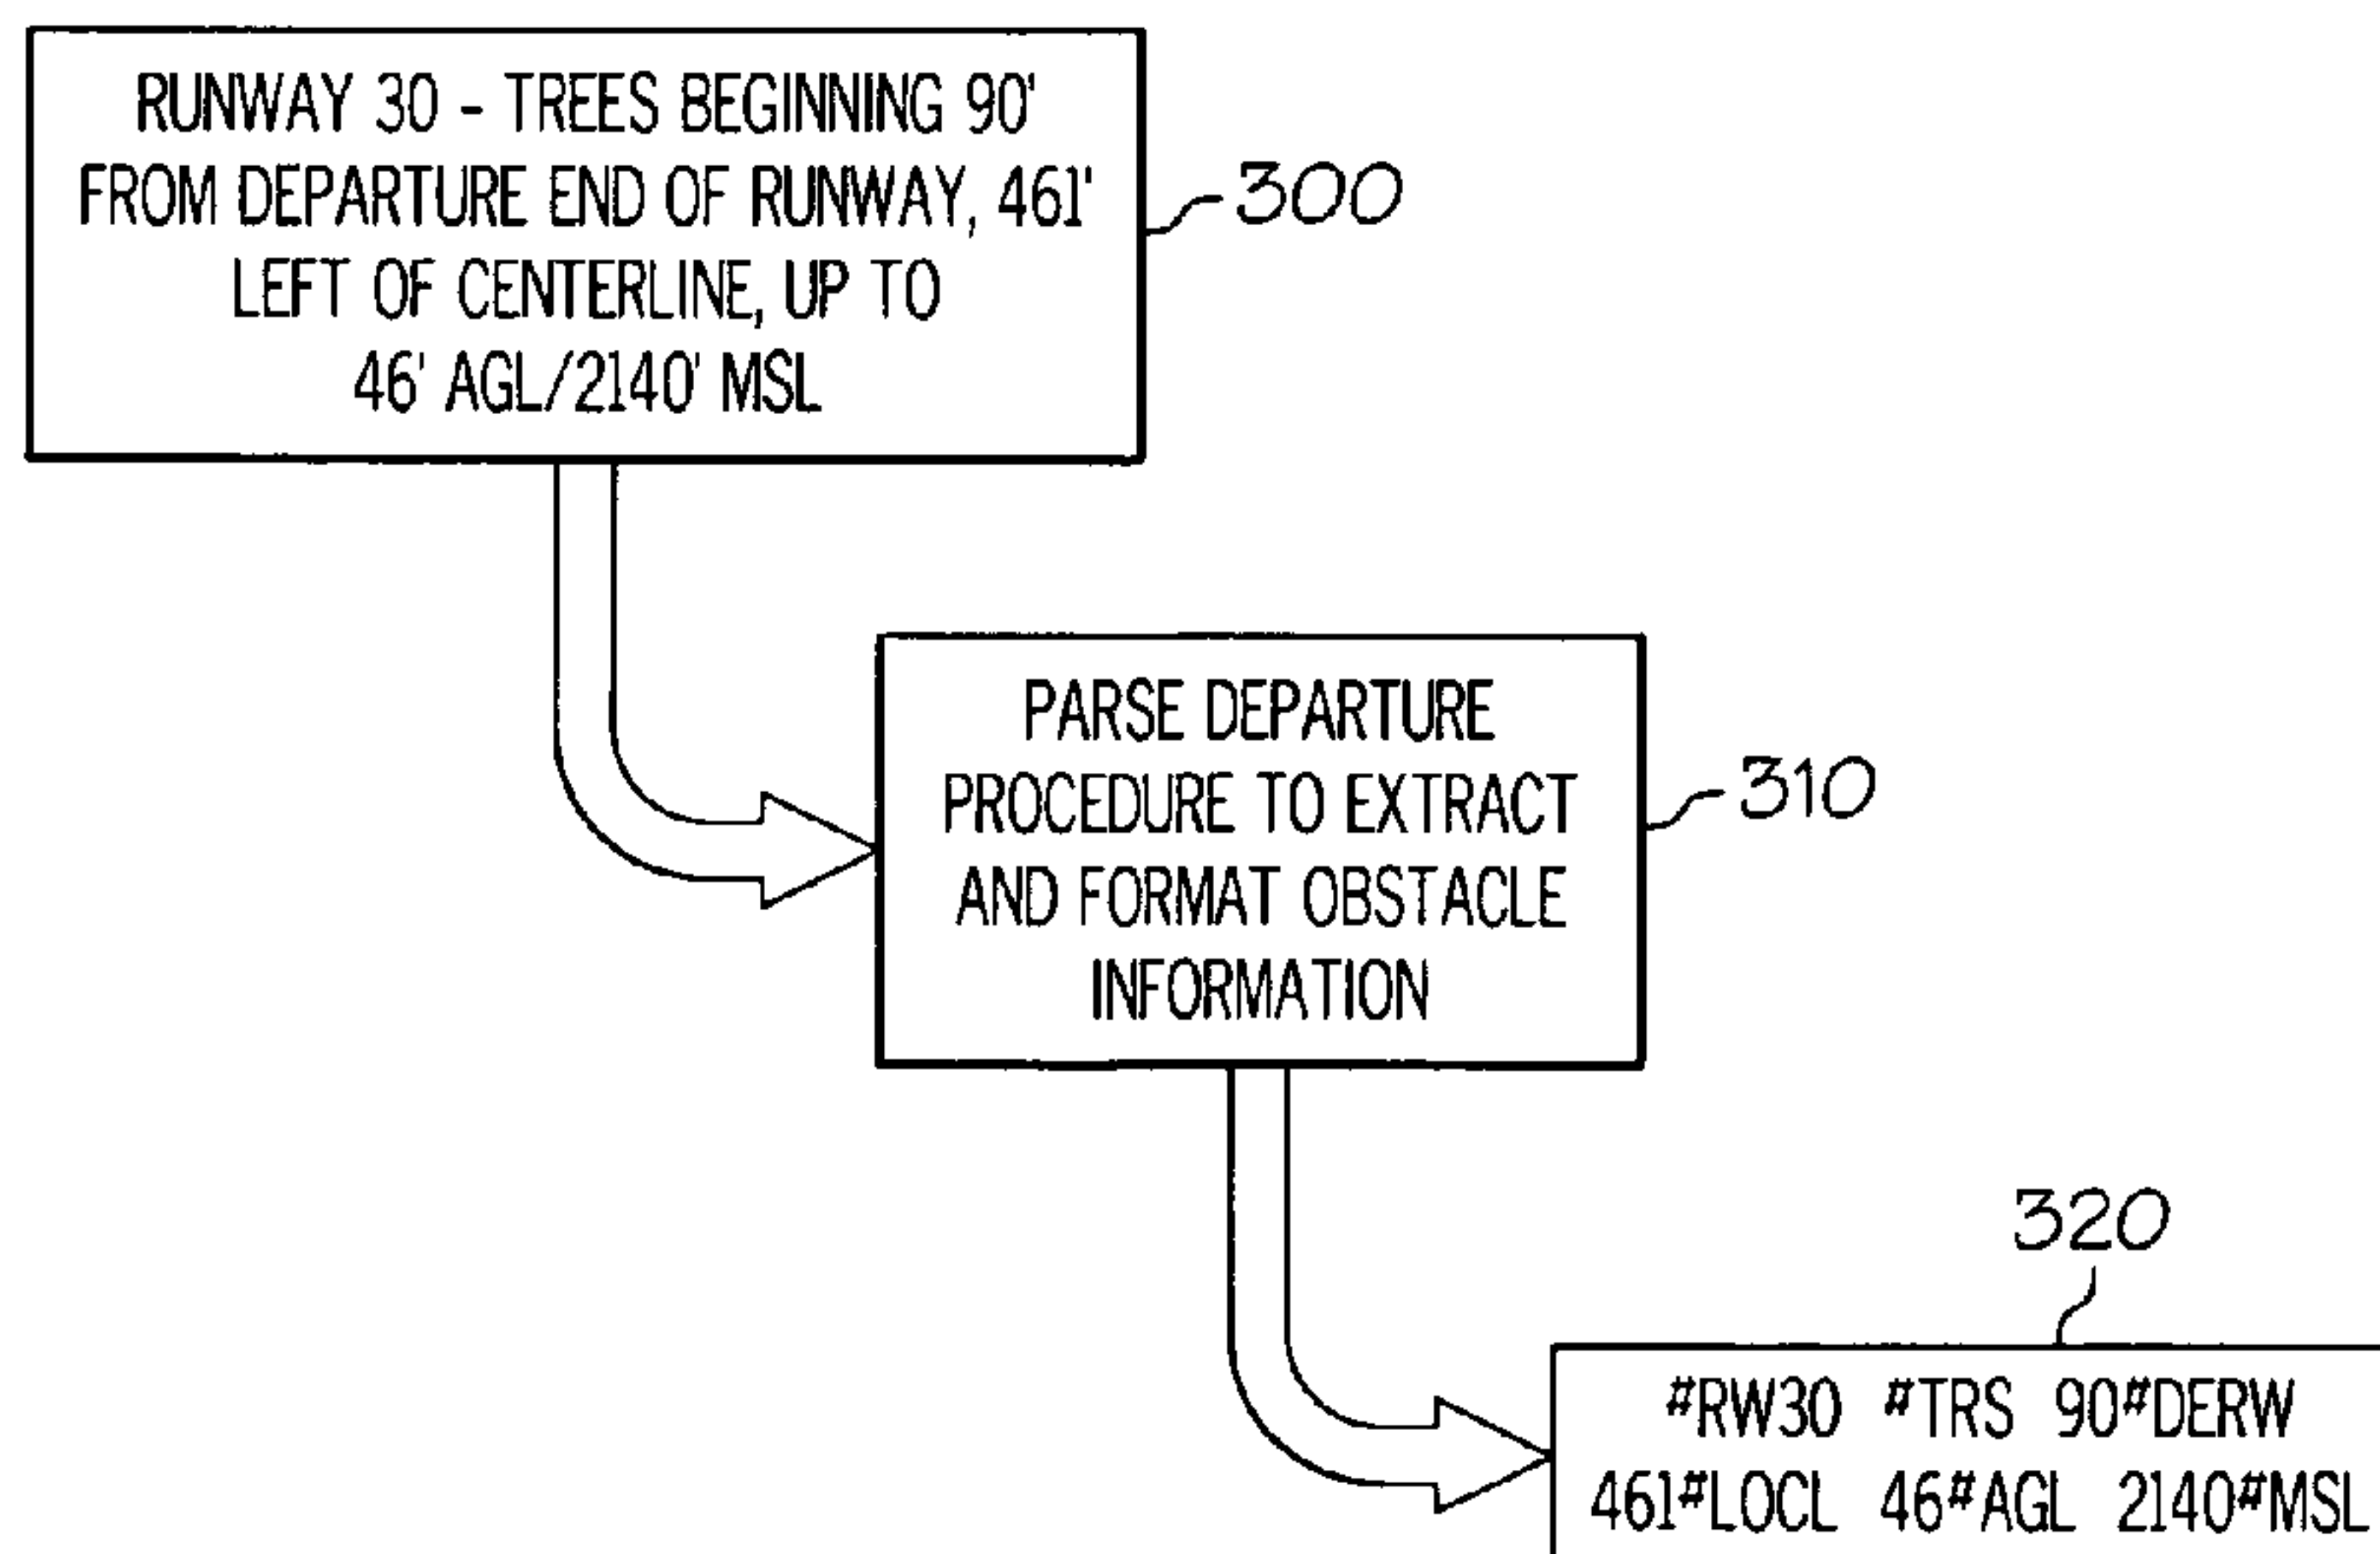 RUNWAY 30 - TREES BEGINNING 90'
FROM DEPARTURE END OF RUNWAY, 461'
LEFT OF CENTERLINE, UP TO
46' AGL/2140' MSL
300
PARSE DEPARTURE
PROCEDURE TO EXTRACT
AND FORMAT OBSTACLE
INFORMATION
310
320
#RW30 #TRS 90#DERW
461#LOCL 46#AGL 2140#MSL